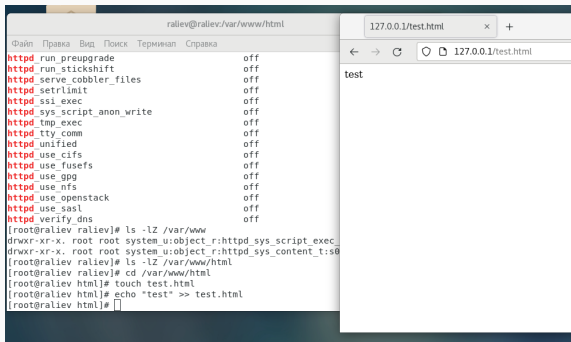 raliev@raliev:/var/www/html
Файл Правка Вид Поиск Терминал Справка
httpd_run_preupgrade off
httpd_run_stickshift off
httpd_serve_cobbler_files off
httpd_setrlimit off
httpd_ssi_exec off
httpd_sys_script_anon_write off
httpd_tmp_exec off
httpd_tty_comm off
httpd_unified off
httpd_use_cifs off
httpd_use_fusefs off
httpd_use_gpg off
httpd_use_nfs off
httpd_use_openstack off
httpd_use_sasl off
httpd_verify_dns off
[root@raliev raliev]# ls -lZ /var/www
drwxr-xr-x. root root system_u:object_r:httpd_sys_script_exec_
drwxr-xr-x. root root system_u:object_r:httpd_sys_content_t:s0
[root@raliev raliev]# ls -lZ /var/www/html
[root@raliev raliev]# cd /var/www/html
[root@raliev html]# touch test.html
[root@raliev html]# echo "test" >> test.html
[root@raliev html]#
127.0.0.1/test.html
127.0.0.1/test.html
test